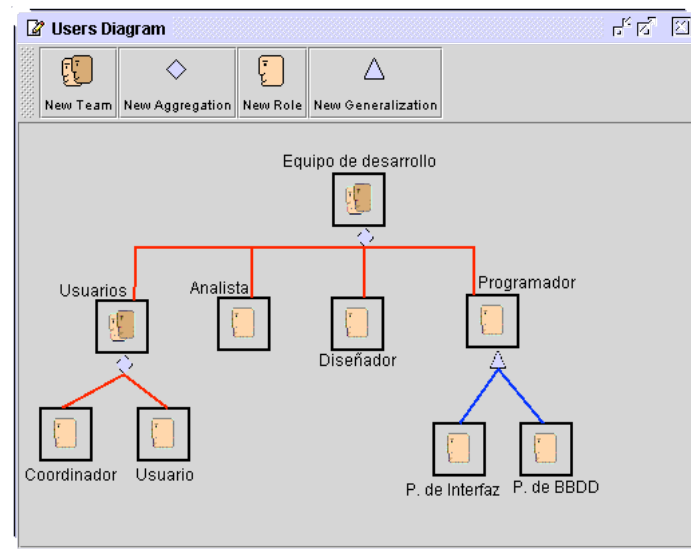 Users Diagram
New Team
New Aggregation
New Role
New Generalization
Equipo de desarrollo
Usuarios
Analista
Programador
Diseñador
Coordinador
Usuario
P. de Interfaz
P. de BBDD